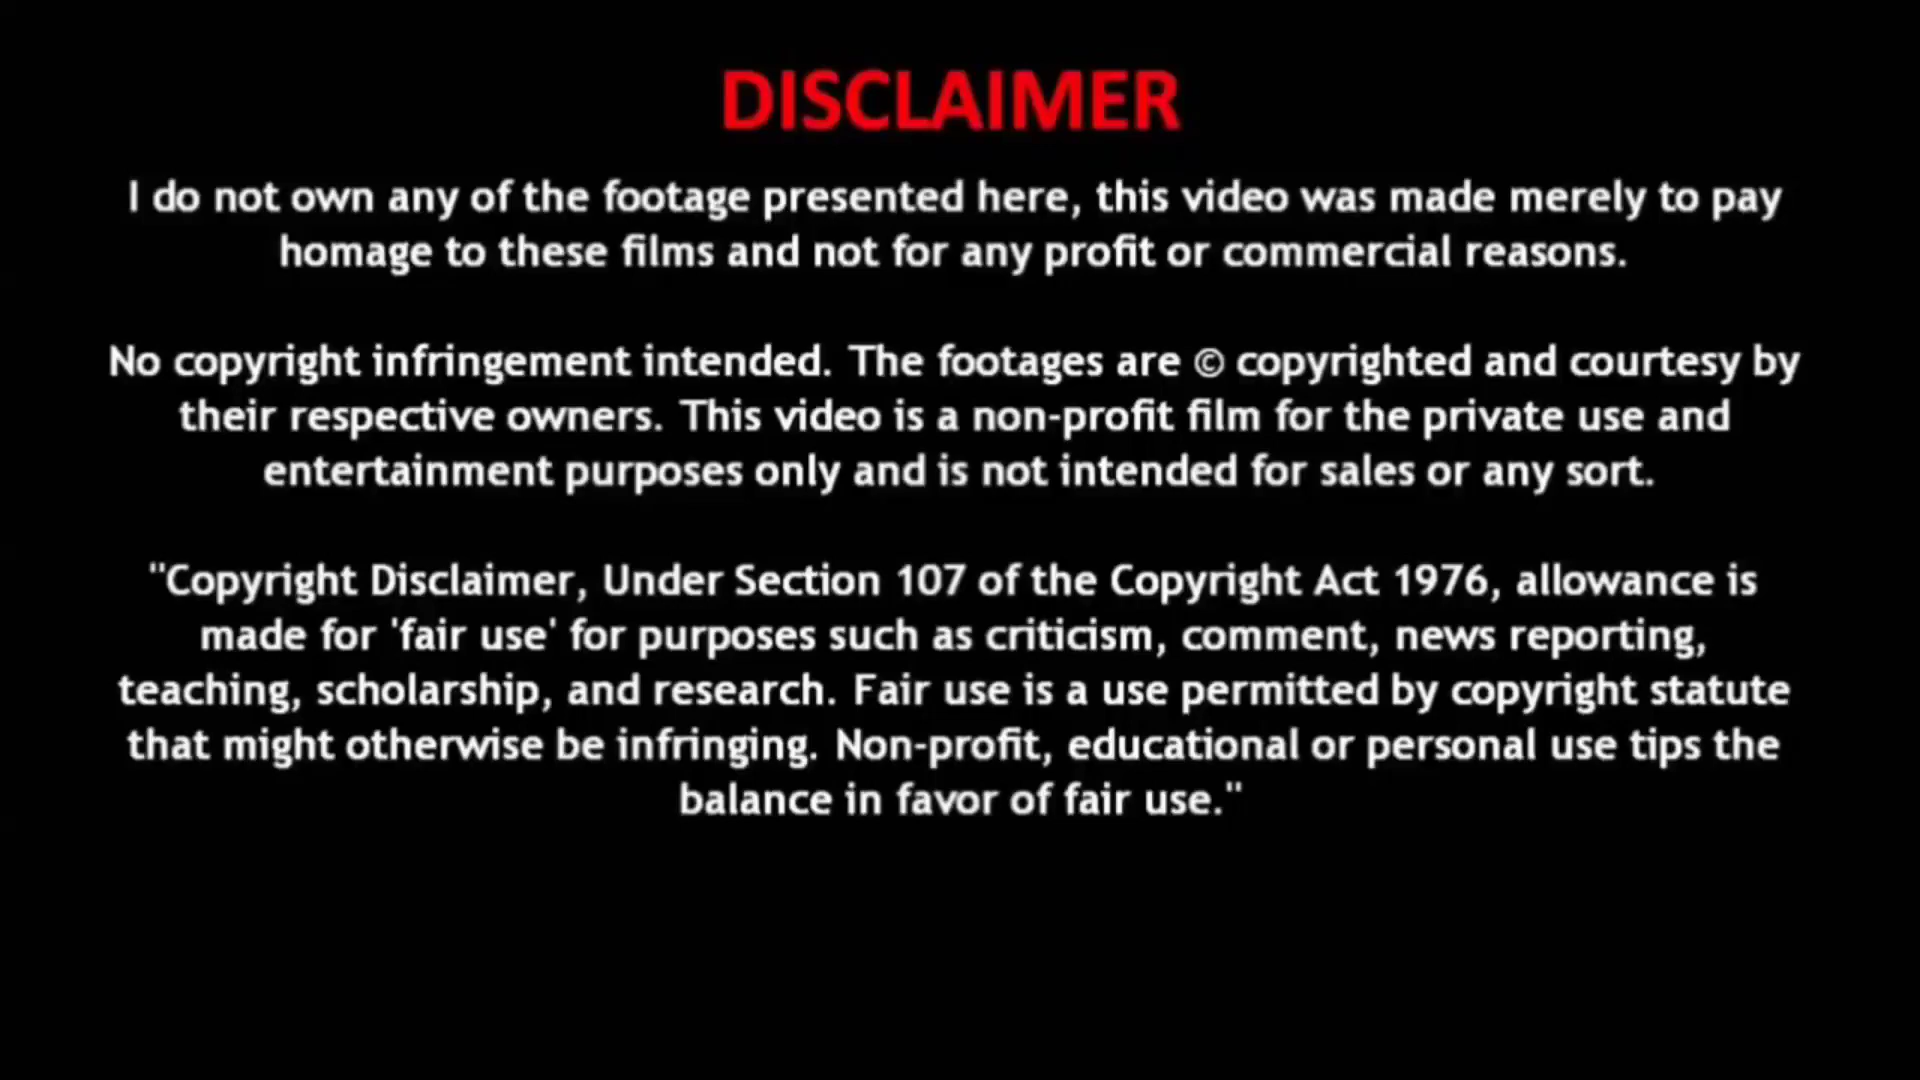 DISCLAIMER
I do not own any of the footage presented here, this video was made merely to pay
homage to these films and not for any profit or commercial reasons.
No copyright infringement intended. The footages are © copyrighted and courtesy by
their respective owners. This video is a non-profit film for the private use and
entertainment purposes only and is not intended for sales or any sort.
"Copyright Disclaimer, Under Section 107 of the Copyright Act 1976, allowance is
made for 'fair use' for purposes such as criticism, comment, news reporting,
teaching, scholarship, and research. Fair use is a use permitted by copyright statute
that might otherwise be infringing. Non-profit, educational or personal use tips the
balance in favor of fair use."